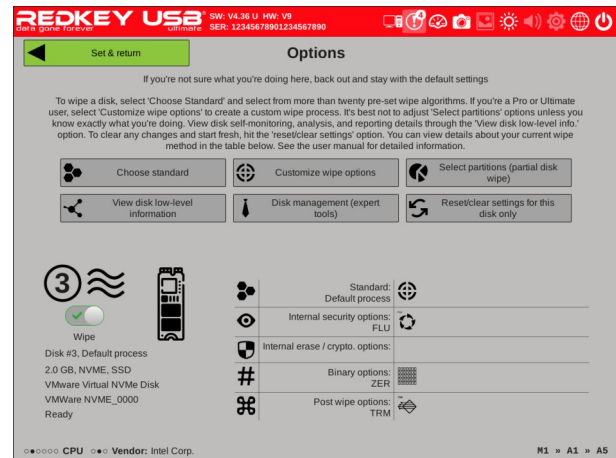 REDKEY USB®
data gone forever ultimate
SW: V4.36 U HW: V9
SER: 12345678901234567890
Set & return
Options
If you're not sure what you're doing here, back out and stay with the default settings
To wipe a disk, select 'Choose Standard' and select from more than twenty pre-set wipe algorithms. If you're a Pro or Ultimate
user, select 'Customize wipe options' to create a custom wipe process. It's best not to adjust 'Select partitions' options unless you
know exactly what you're doing. View disk self-monitoring, analysis, and reporting details through the 'View disk low-level info.'
option. To clear any changes and start fresh, hit the 'reset/clear settings' option. You can view details about your current wipe
method in the table below. See the user manual for detailed information.
Choose standard
Customize wipe options
Select partitions (partial disk
wipe)
View disk low-level
information
Disk management (expert
tools)
Reset/clear settings for this
disk only
3
Wipe
Disk #3, Default process
2.0 GB, NVME, SSD
VMware Virtual NVMe Disk
VMWare NVME_0000
Ready
Standard:
Default process
Internal security options:
FLU
Internal erase / crypto. options:
Binary options:
ZER
Post wipe options:
TRM
CPU Vendor: Intel Corp.
M1 » A1 » A5